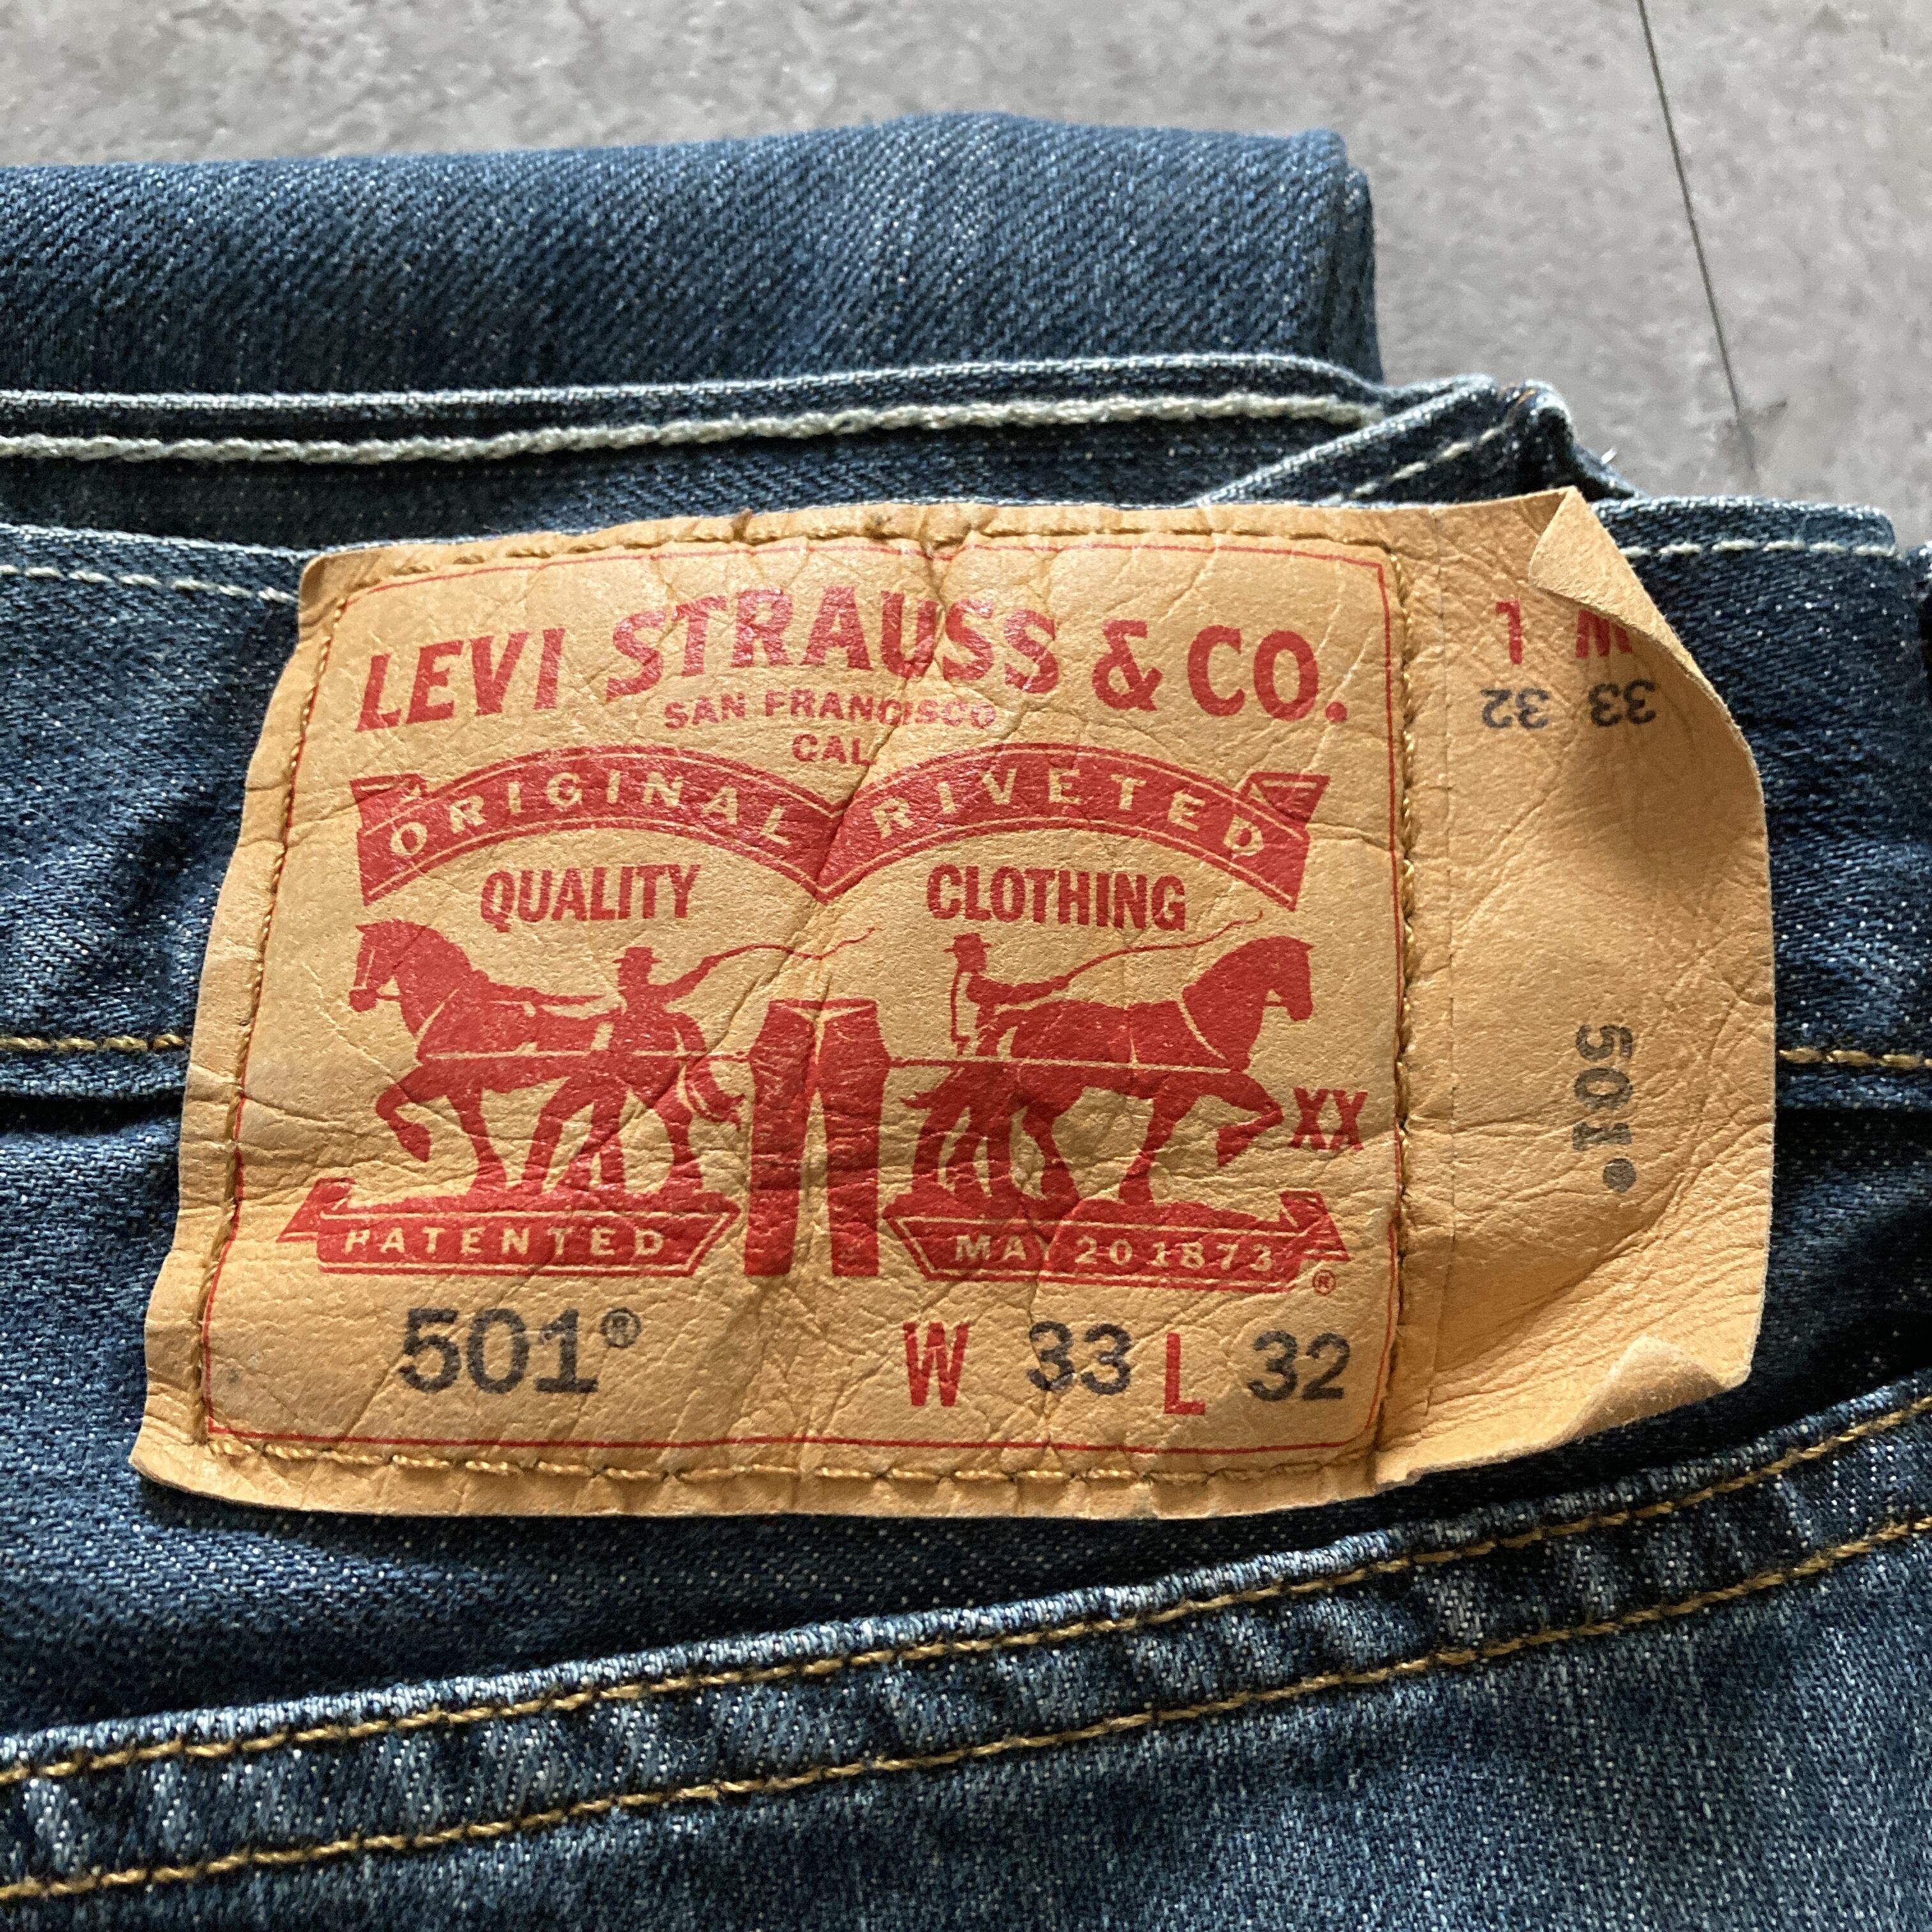 LEVI STRAUSS & CO.
SAN FRANCISCO
CAL
ORIGINAL RIVETED
QUALITY CLOTHING
XX
PATENTED MAY 20 1873 ®
501® W 33 L 32
W L
33 32
501®